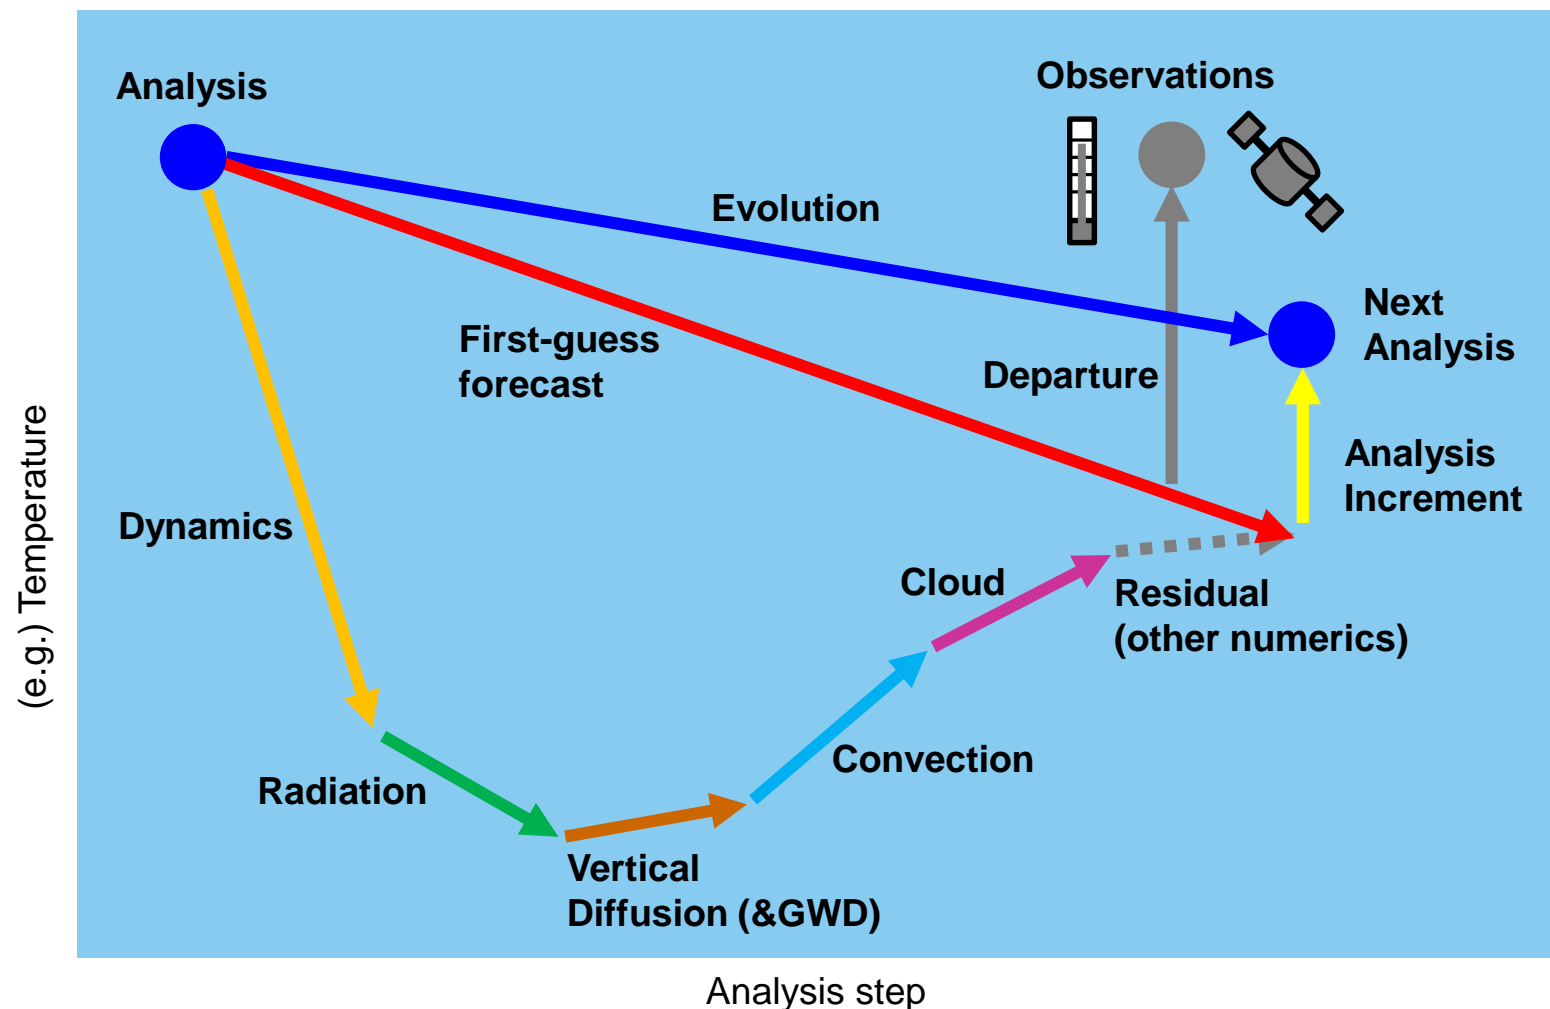 Analysis
Observations
Evolution
Next
Analysis
First-guess
forecast
Departure
Analysis
Increment
(e.g.) Temperature
Dynamics
Cloud
Residual
(other numerics)
Convection
Radiation
Vertical
Diffusion (&GWD)
Analysis step